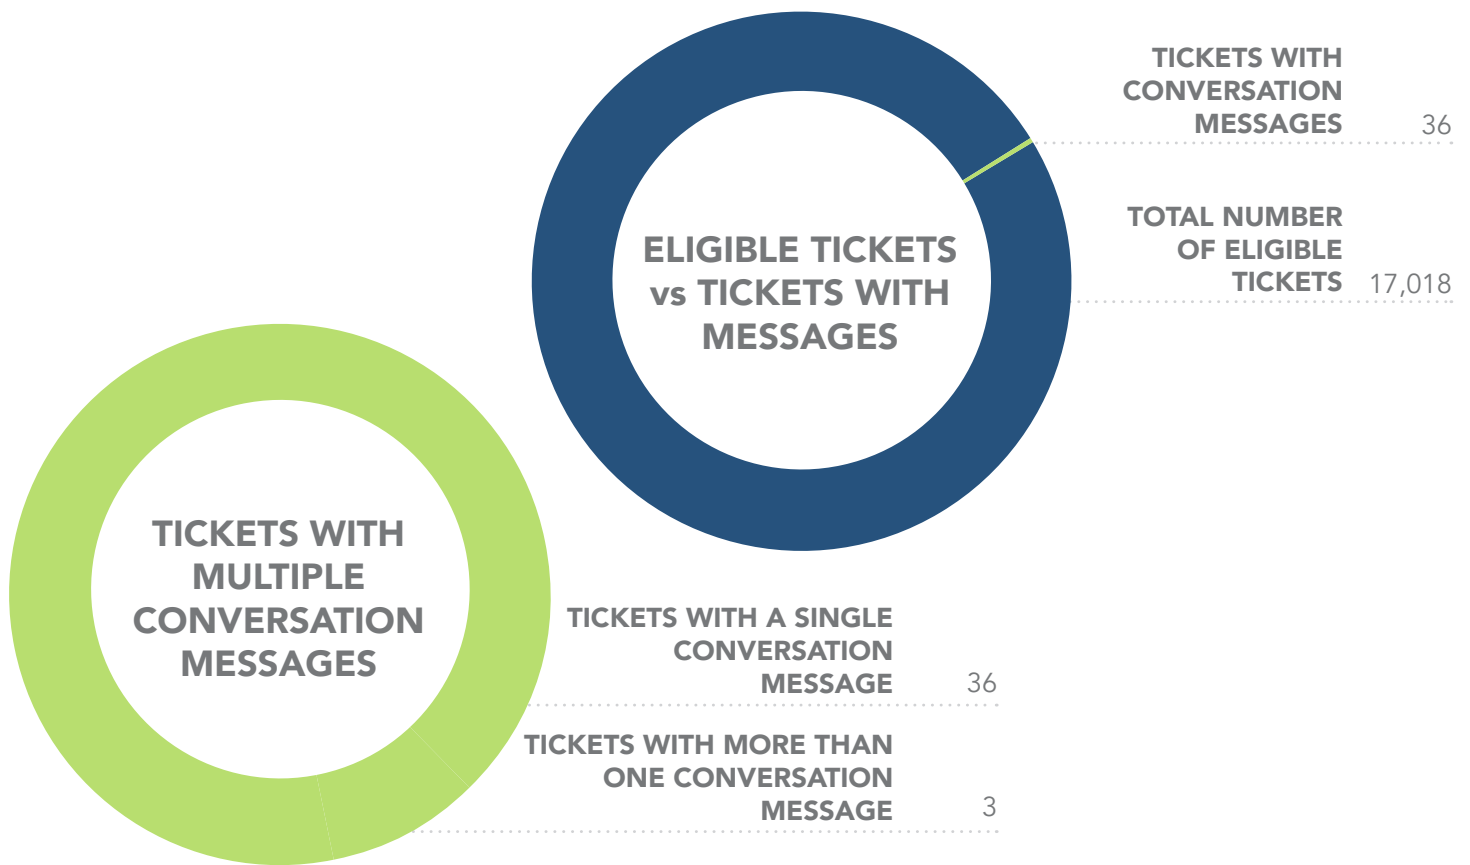 TICKETS WITH
CONVERSATION
MESSAGES 36
TOTAL NUMBER
OF ELIGIBLE
TICKETS 17,018
ELIGIBLE TICKETS
vs TICKETS WITH
MESSAGES
TICKETS WITH
MULTIPLE
CONVERSATION
MESSAGES
TICKETS WITH A SINGLE
CONVERSATION
MESSAGE 36
TICKETS WITH MORE THAN
ONE CONVERSATION
MESSAGE 3